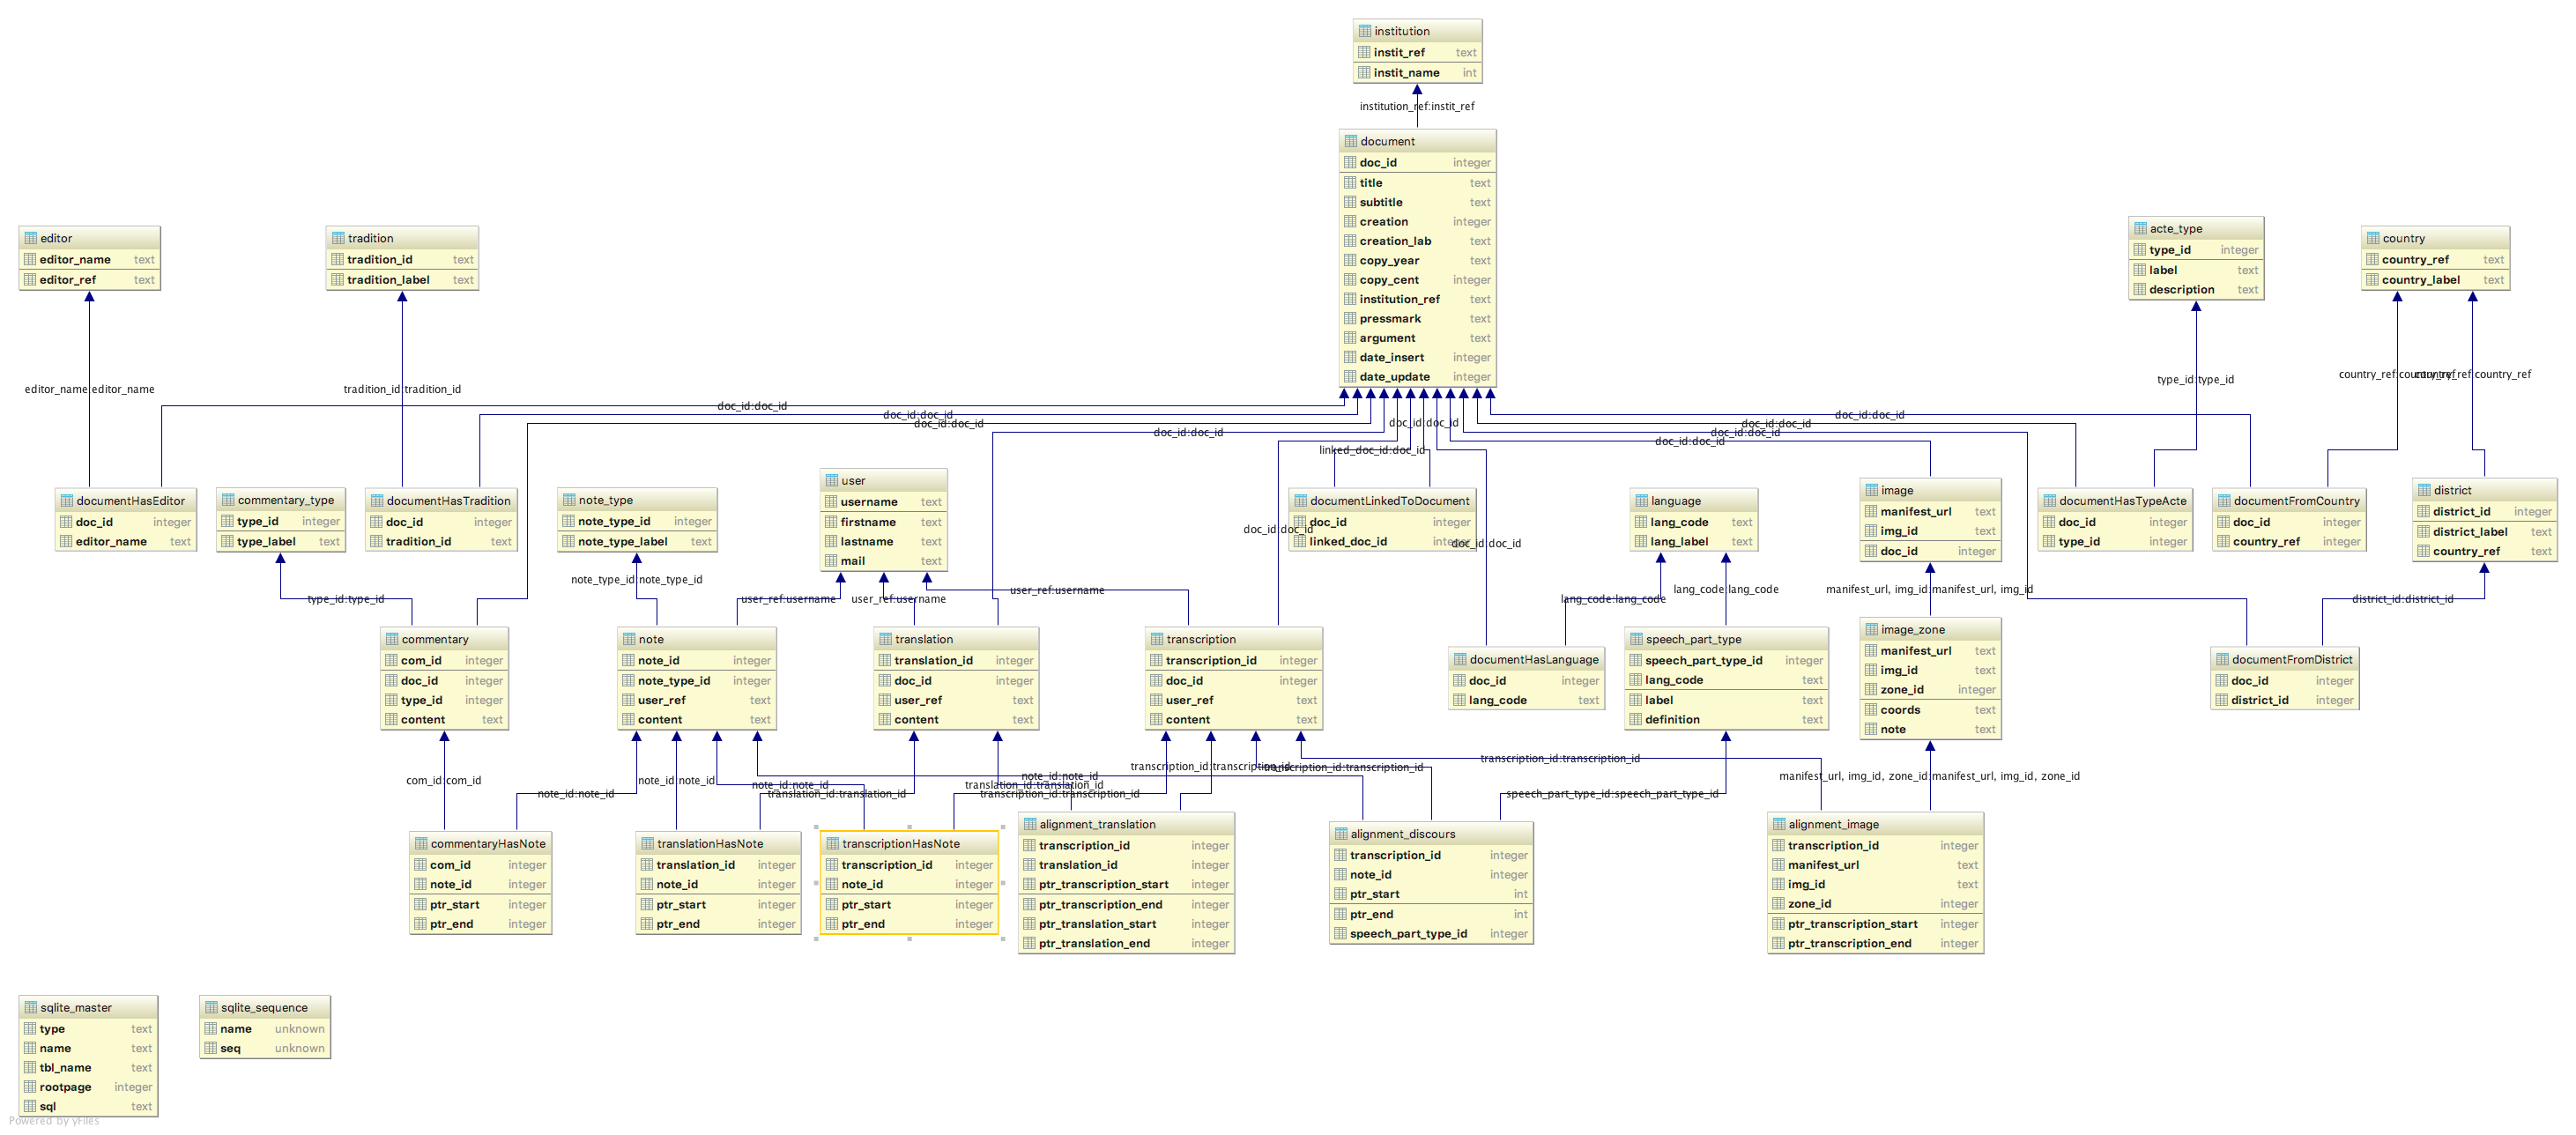 institution
instit_ref text
instit_name int
institution_ref:instit_ref
document
doc_id integer
title text
subtitle text
creation integer
creation_lab text
copy_year text
copy_cent integer
institution_ref text
pressmark text
argument text
date_insert integer
date_update integer
editor
editor_name text
editor_ref text
tradition
tradition_id text
tradition_label text
acte_type
type_id integer
label text
description text
country
country_ref text
country_label text
editor_name:editor_name
tradition_id:tradition_id
type_id:type_id
country_ref:country_ref
country_ref:country_ref
doc_id:doc_id
doc_id:doc_id
doc_id:doc_id
doc_id:doc_id
doc_id:doc_id
linked_doc_id:doc_id
doc_id:doc_id
doc_id:doc_id
doc_id:doc_id
doc_id:doc_id
documentHasEditor
doc_id integer
editor_name text
commentary_type
type_id integer
type_label text
documentHasTradition
doc_id integer
tradition_id text
note_type
note_type_id integer
note_type_label text
user
username text
firstname text
lastname text
mail text
documentLinkedToDocument
doc_id integer
linked_doc_id integer
doc_id:doc_id
doc_id:doc_id
language
lang_code text
lang_label text
image
manifest_url text
img_id text
doc_id integer
documentHasTypeActe
doc_id integer
type_id integer
documentFromCountry
doc_id integer
country_ref integer
district
district_id integer
district_label text
country_ref text
type_id:type_id
note_type_id:note_type_id
user_ref:username
user_ref:username
user_ref:username
lang_code:lang_code
lang_code:lang_code
manifest_url, img_id:manifest_url, img_id
district_id:district_id
commentary
com_id integer
doc_id integer
type_id integer
content text
note
note_id integer
note_type_id integer
user_ref text
content text
translation
translation_id integer
doc_id integer
user_ref text
content text
transcription
transcription_id integer
doc_id integer
user_ref text
content text
documentHasLanguage
doc_id integer
lang_code text
speech_part_type
speech_part_type_id integer
lang_code text
label text
definition text
image_zone
manifest_url text
img_id text
zone_id integer
coords text
note text
documentFromDistrict
doc_id integer
district_id integer
com_id:com_id
note_id:note_id
note_id:note_id
note_id:note_id
note_id:note_id
translation_id:translation_id
translation_id:translation_id
transcription_id:transcription_id
transcription_id:transcription_id
transcription_id:transcription_id
transcription_id:transcription_id
speech_part_type_id:speech_part_type_id
manifest_url, img_id, zone_id:manifest_url, img_id, zone_id
commentaryHasNote
com_id integer
note_id integer
ptr_start integer
ptr_end integer
translationHasNote
translation_id integer
note_id integer
ptr_start integer
ptr_end integer
transcriptionHasNote
transcription_id integer
note_id integer
ptr_start integer
ptr_end integer
alignment_translation
transcription_id integer
translation_id integer
ptr_transcription_start integer
ptr_transcription_end integer
ptr_translation_start integer
ptr_translation_end integer
alignment_discours
transcription_id integer
note_id integer
ptr_start int
ptr_end int
speech_part_type_id integer
alignment_image
transcription_id integer
manifest_url text
img_id text
zone_id integer
ptr_transcription_start integer
ptr_transcription_end integer
sqlite_master
type text
name text
tbl_name text
rootpage integer
sql text
sqlite_sequence
name unknown
seq unknown
Powered by yFiles